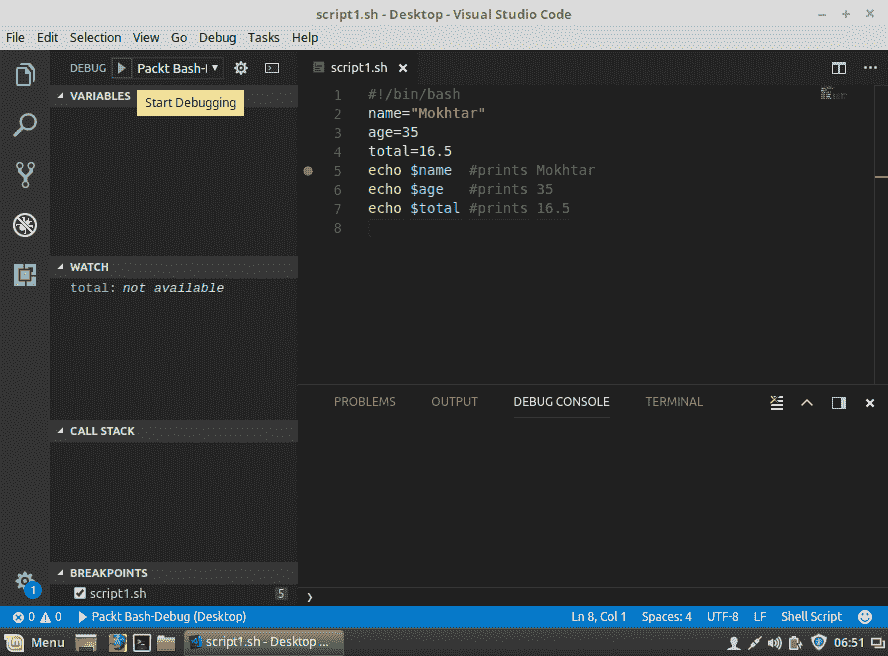 script1.sh - Desktop - Visual Studio Code
File Edit Selection View Go Debug Tasks Help
DEBUG Packt Bash-I
script1.sh
VARIABLES
Start Debugging
1 #!/bin/bash
2 name="Mokhtar"
3 age=35
4 total=16.5
5 echo $name #prints Mokhtar
6 echo $age #prints 35
7 echo $total #prints 16.5
8
WATCH
total: not available
PROBLEMS OUTPUT DEBUG CONSOLE TERMINAL
CALL STACK
BREAKPOINTS
script1.sh 5
1
0 0 Packt Bash-Debug (Desktop) Ln 8, Col 1 Spaces: 4 UTF-8 LF Shell Script
Menu script1.sh - Desktop ... 06:51